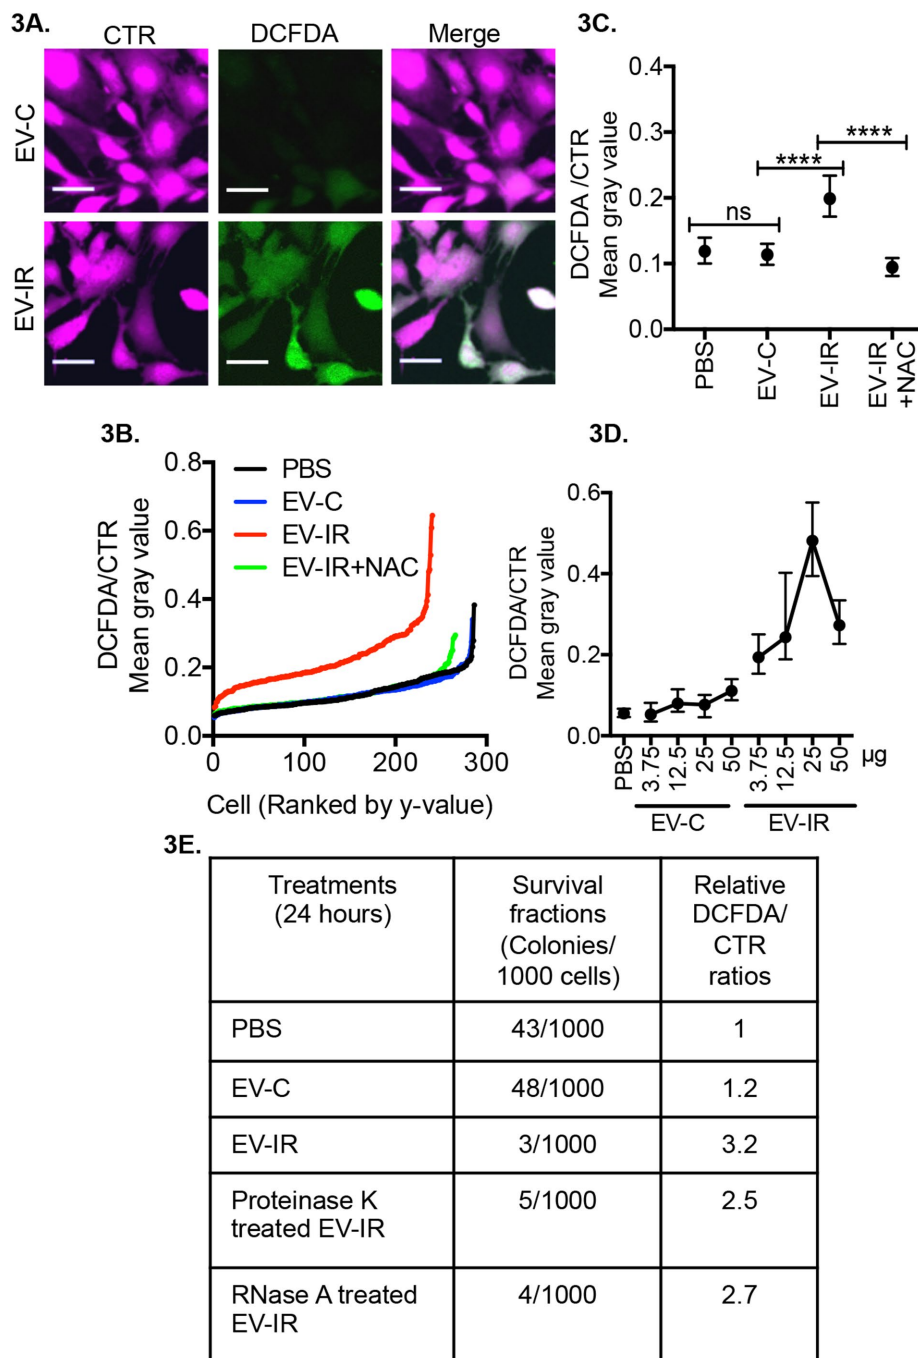 3A.
CTR
DCFDA
Merge
EV-C
EV-IR
3C.
DCFDA /CTR
Mean gray value
0.4
0.3
0.2
0.1
0.0
ns
****
****
PBS
EV-C
EV-IR
EV-IR
+NAC
3B.
DCFDA/CTR
Mean gray value
0.8
0.6
0.4
0.2
0.0
PBS
EV-C
EV-IR
EV-IR+NAC
0
100
200
300
Cell (Ranked by y-value)
3D.
DCFDA/CTR
Mean gray value
0.6
0.4
0.2
0.0
PBS
3.75
12.5
25
50
3.75
12.5
25
50
µg
EV-C
EV-IR
3E.
Treatments
(24 hours)
Survival
fractions
(Colonies/
1000 cells)
Relative
DCFDA/
CTR
ratios
PBS
43/1000
1
EV-C
48/1000
1.2
EV-IR
3/1000
3.2
Proteinase K
treated EV-IR
5/1000
2.5
RNase A treated
EV-IR
4/1000
2.7